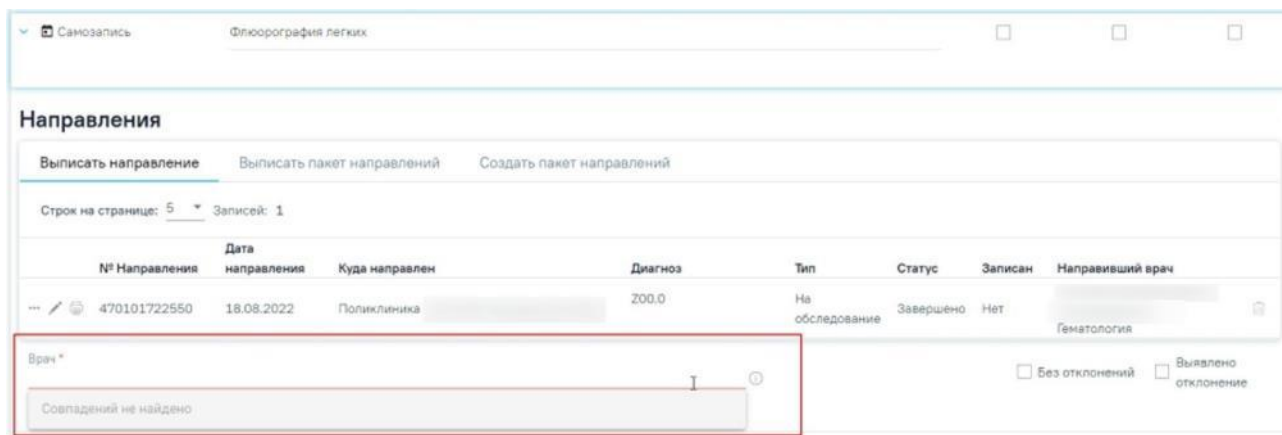 Самозапись Флюорография легких
Направления
Выписать направление Выписать пакет направлений Создать пакет направлений
Строк на странице: 5 Записей: 1
№ Направления Дата направления Куда направлен Диагноз Тип Статус Записан Направивший врач
470101722550 18.08.2022 Поликлиника Z00.0 На обследование Завершено Нет
Гематология
Врач *
Без отклонений Выявлено отклонение
Совпадений не найдено